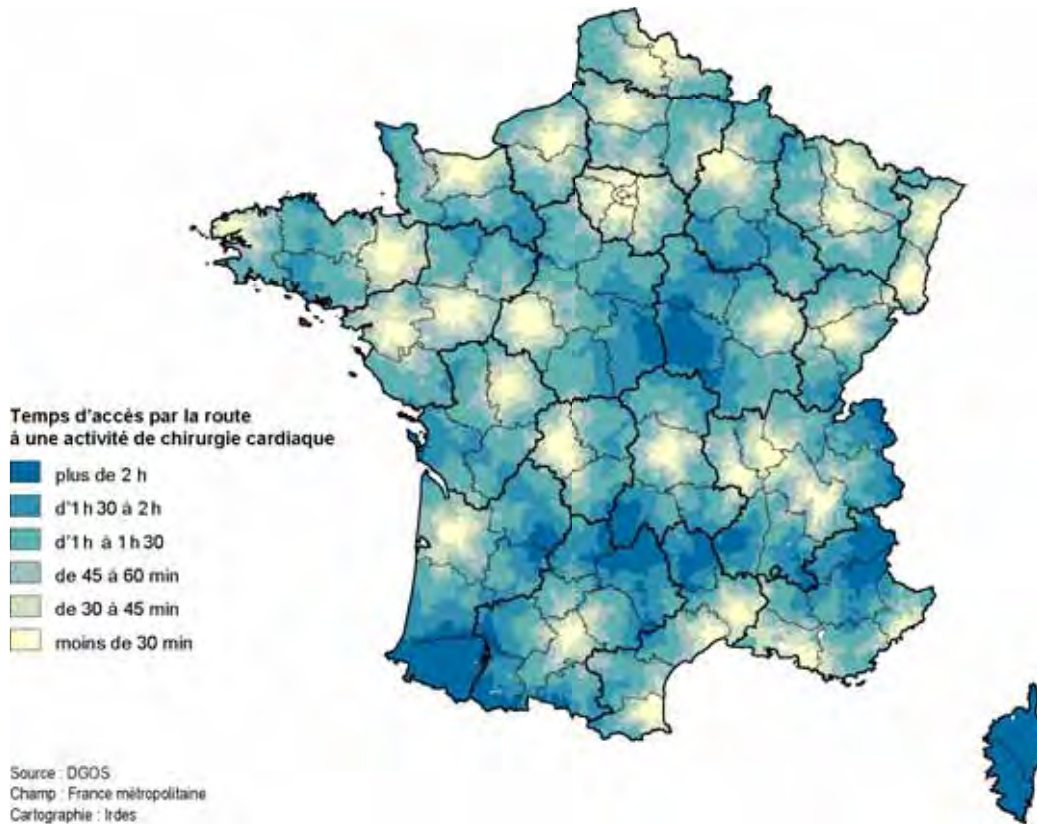 Temps d'accès par la route
à une activité de chirurgie cardiaque
plus de 2 h
d'1 h 30 à 2 h
d'1 h à 1 h 30
de 45 à 60 min
de 30 à 45 min
moins de 30 min
Source : DGOS
Champ : France métropolitaine
Cartographie : Irdes